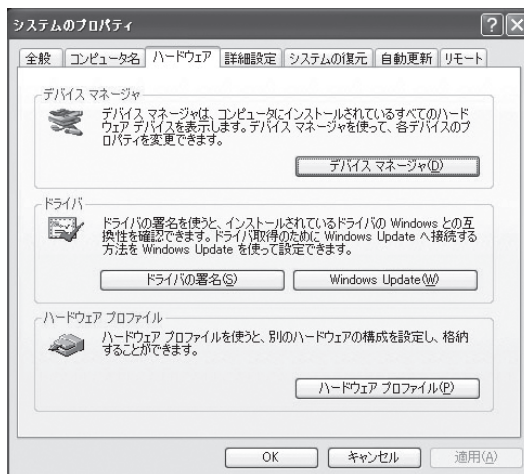 システムのプロパティ
全般 コンピュータ名 ハードウェア 詳細設定 システムの復元 自動更新 リモート
デバイス マネージャ
デバイス マネージャは、コンピュータにインストールされているすべてのハード
ウェア デバイスを表示します。デバイス マネージャを使って、各デバイスのプ
ロパティを変更できます。
デバイス マネージャ(D)
ドライバ
ドライバの署名を使うと、インストールされているドライバの Windows との互
換性を確認できます。ドライバ取得のために Windows Update へ接続する
方法を Windows Update を使って設定できます。
ドライバの署名(S) Windows Update(W)
ハードウェア プロファイル
ハードウェア プロファイルを使うと、別のハードウェアの構成を設定し、格納
することができます。
ハードウェア プロファイル(P)
OK キャンセル 適用(A)